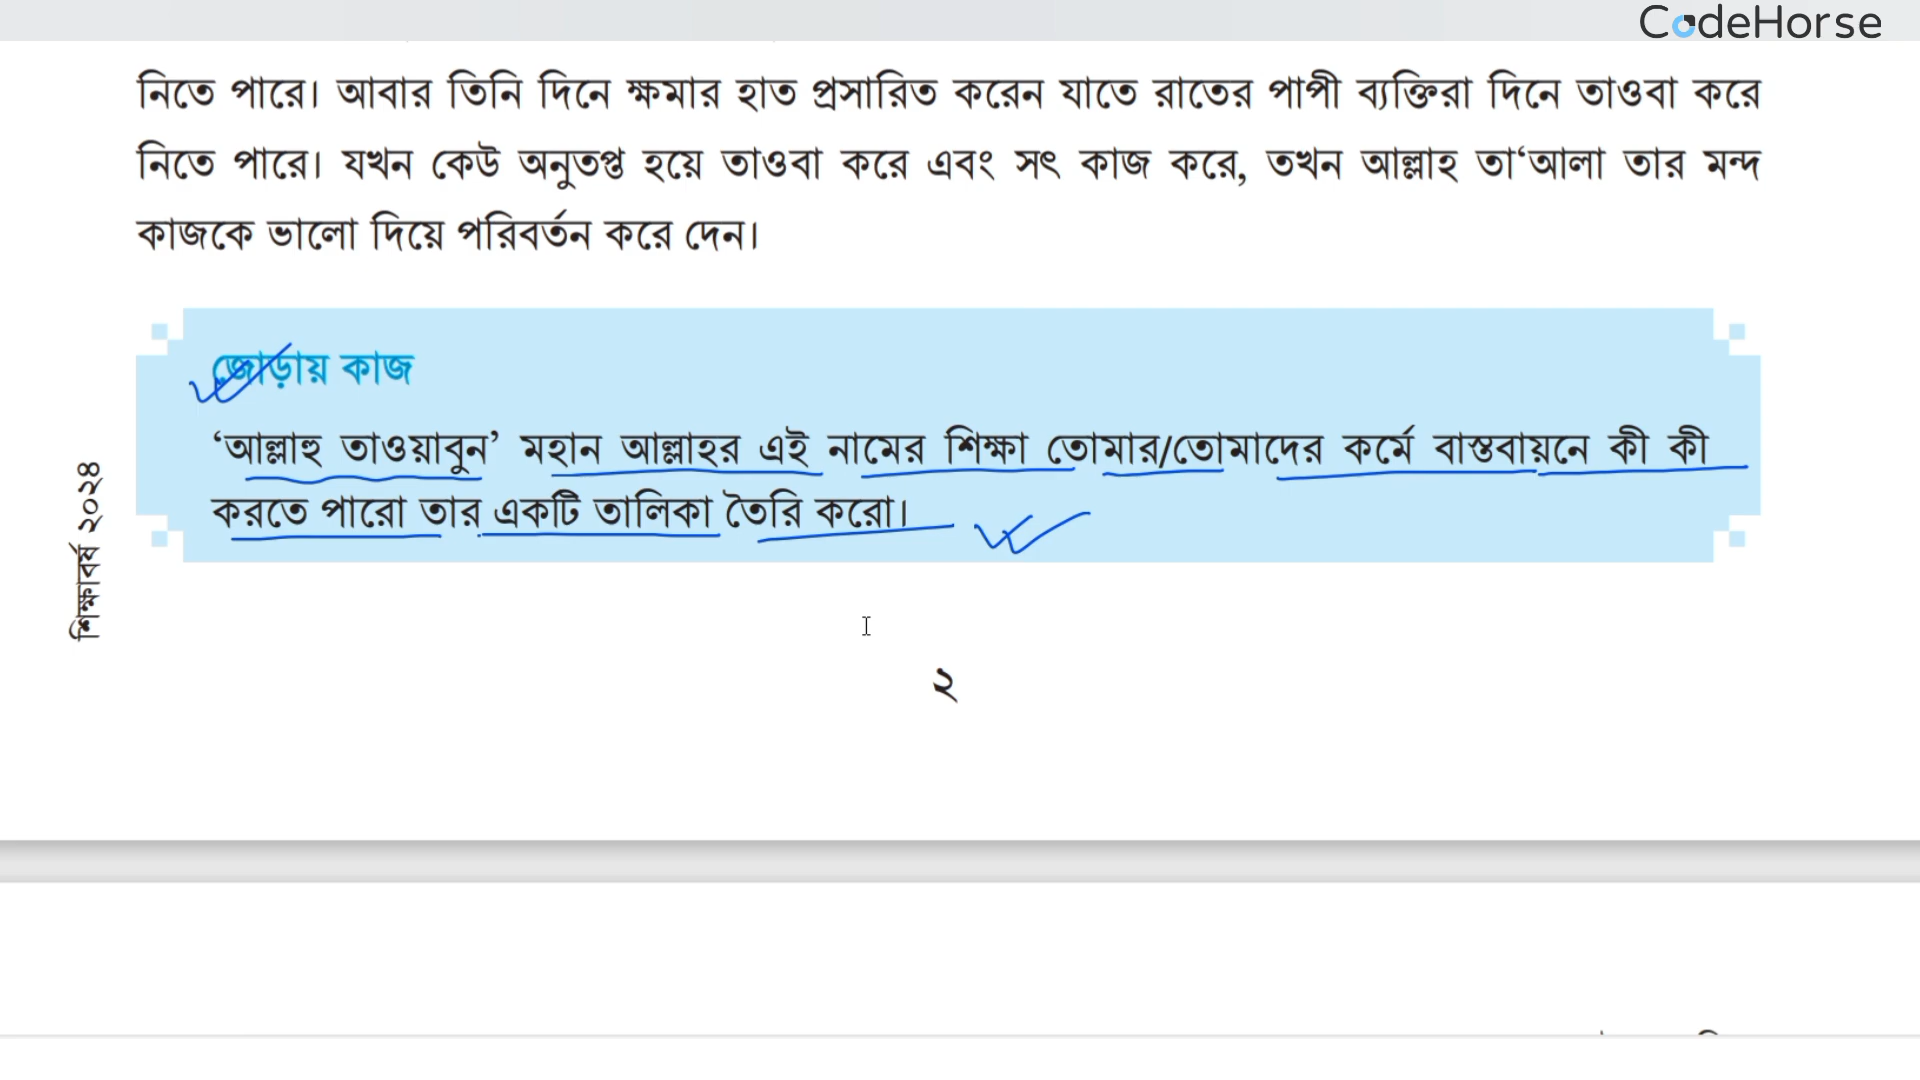 CodeHorse
নিতে পারে। আবার তিনি দিনে ক্ষমার হাত প্রসারিত করেন যাতে রাতের পাপী ব্যক্তিরা দিনে তাওবা করে
নিতে পারে। যখন কেউ অনুতপ্ত হয়ে তাওবা করে এবং সৎ কাজ করে, তখন আল্লাহ তা‘আলা তার মন্দ
কাজকে ভালো দিয়ে পরিবর্তন করে দেন।
জোড়ায় কাজ
‘আল্লাহু তাওয়াবুন’ মহান আল্লাহর এই নামের শিক্ষা তোমার/তোমাদের কর্মে বাস্তবায়নে কী কী
করতে পারো তার একটি তালিকা তৈরি করো।
শিক্ষাবর্ষ ২০২৪
২